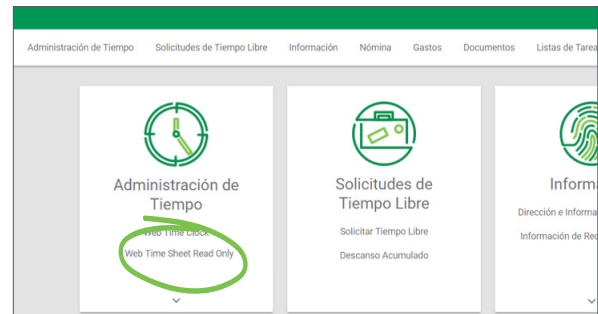 Administración de Tiempo Solicitudes de Tiempo Libre Información Nómina Gastos Documentos Listas de Tarea
Administración de
Tiempo
Web Time Clock
Web Time Sheet Read Only
Solicitudes de
Tiempo Libre
Solicitar Tiempo Libre
Descanso Acumulado
Inform
Dirección e Informa
Información de Rec